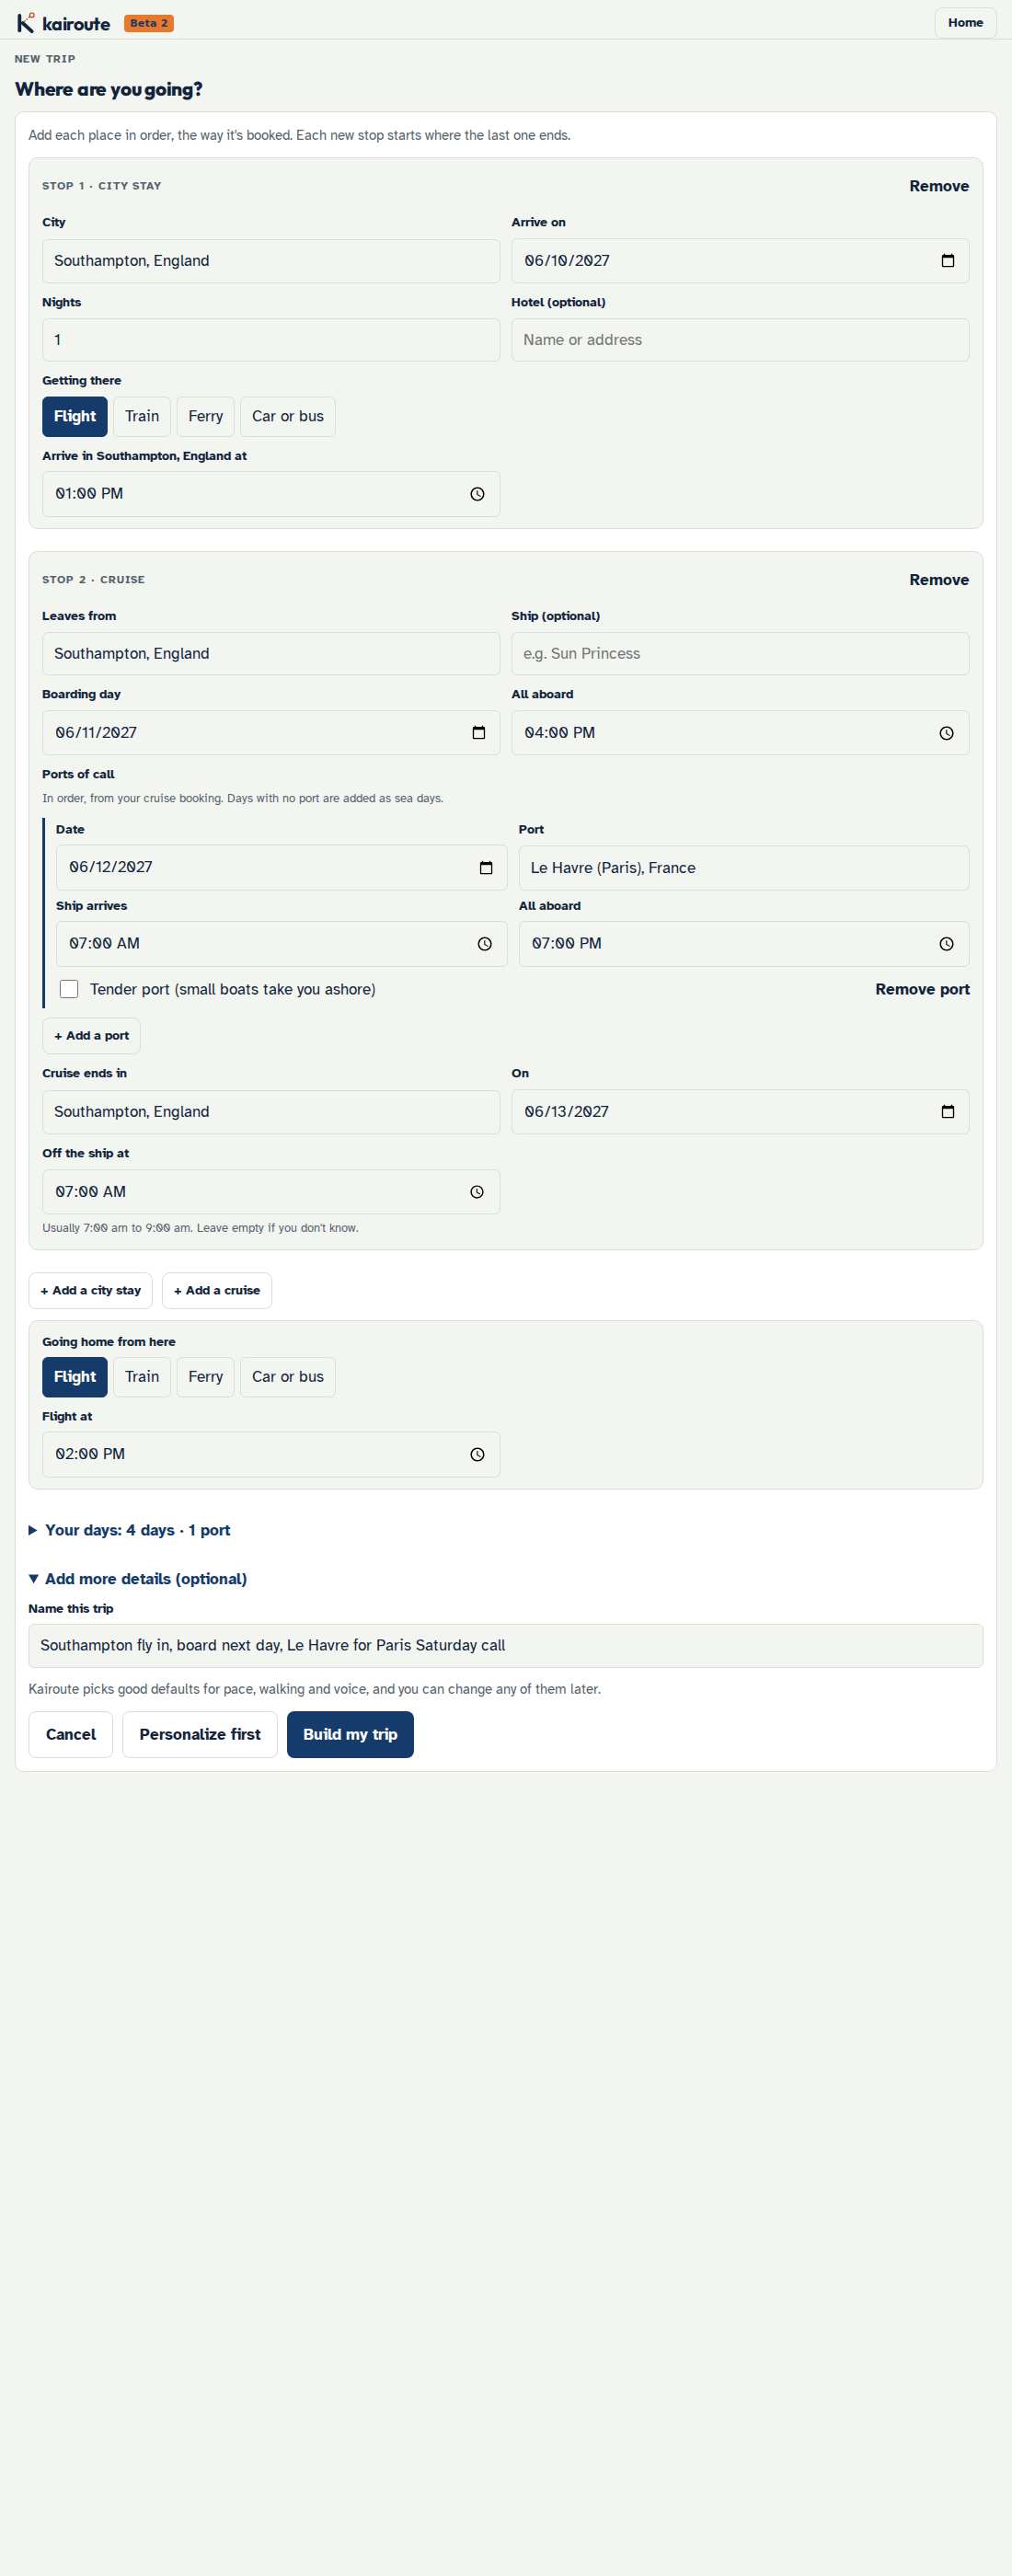 kairoute Beta 2 Home
NEW TRIP
Where are you going?
Add each place in order, the way it's booked. Each new stop starts where the last one ends.
STOP 1 · CITY STAY Remove
City Arrive on
Southampton, England 06/10/2027
Nights Hotel (optional)
1 Name or address
Getting there
Flight Train Ferry Car or bus
Arrive in Southampton, England at
01:00 PM
STOP 2 · CRUISE Remove
Leaves from Ship (optional)
Southampton, England e.g. Sun Princess
Boarding day All aboard
06/11/2027 04:00 PM
Ports of call
In order, from your cruise booking. Days with no port are added as sea days.
Date Port
06/12/2027 Le Havre (Paris), France
Ship arrives All aboard
07:00 AM 07:00 PM
Tender port (small boats take you ashore) Remove port
+ Add a port
Cruise ends in On
Southampton, England 06/13/2027
Off the ship at
07:00 AM
Usually 7:00 am to 9:00 am. Leave empty if you don't know.
+ Add a city stay + Add a cruise
Going home from here
Flight Train Ferry Car or bus
Flight at
02:00 PM
Your days: 4 days · 1 port
Add more details (optional)
Name this trip
Southampton fly in, board next day, Le Havre for Paris Saturday call
Kairoute picks good defaults for pace, walking and voice, and you can change any of them later.
Cancel Personalize first Build my trip